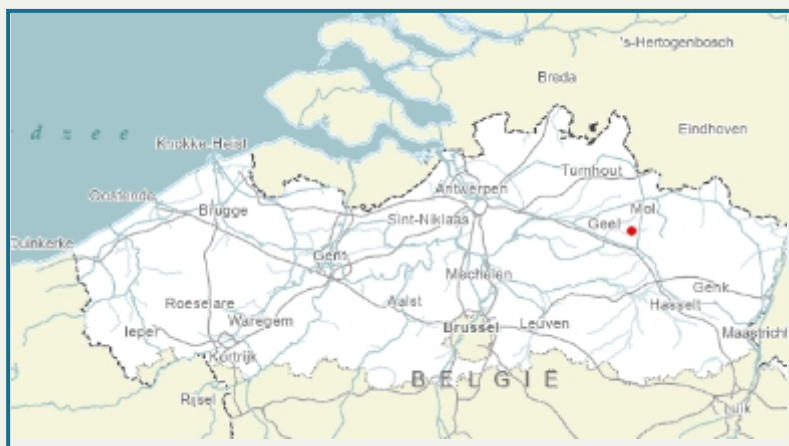 's-Hertogenbosch
Breda
dzee
Eindhoven
Knokke-Heist
Turnhout
Oostende
Antwerpen
Mol
Brugge
Sint-Niklaas
Geel
Duinkerke
Gent
Mechelen
Genk
Roeselare
Aalst
Hasselt
Ieper
Waregem
Brussel
Leuven
Maastricht
Kortrijk
BELGIË
Rijsel
Luik